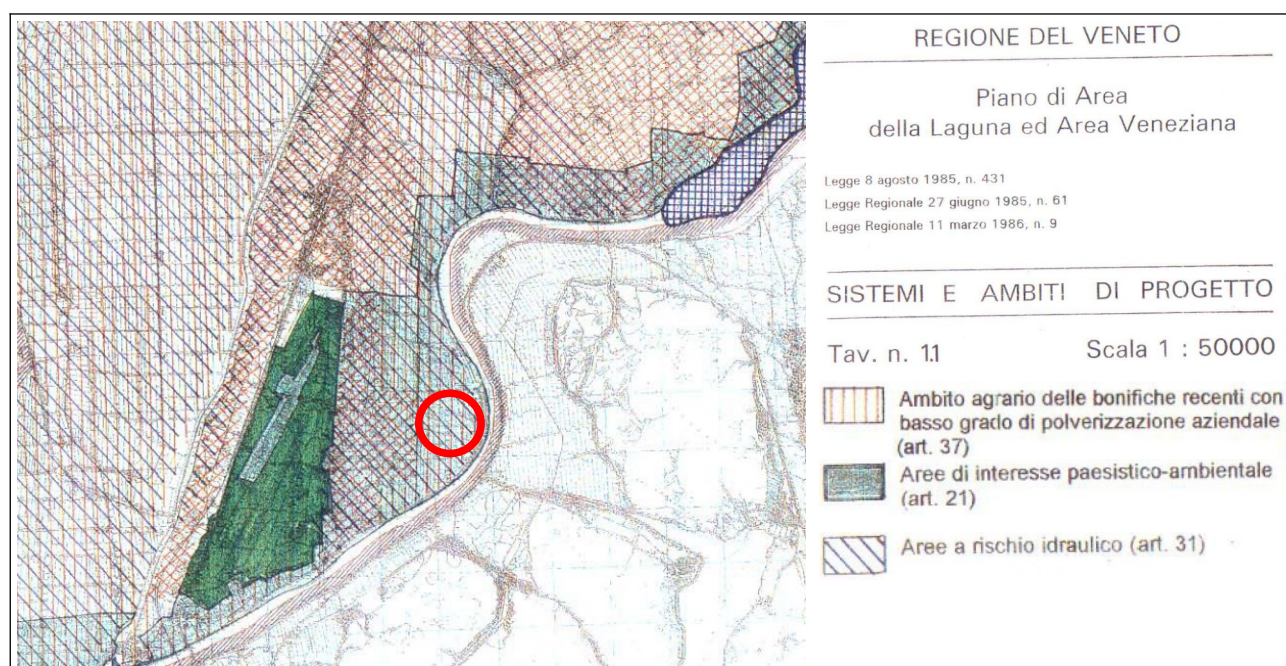 REGIONE DEL VENETO
Piano di Area
della Laguna ed Area Veneziana
Legge 8 agosto 1985, n. 431
Legge Regionale 27 giugno 1985, n. 61
Legge Regionale 11 marzo 1986, n. 9
SISTEMI E AMBITI DI PROGETTO
Tav. n. 1.1 Scala 1 : 50000
Ambito agrario delle bonifiche recenti con
basso grado di polverizzazione aziendale
(art. 37)
Aree di interesse paesistico-ambientale
(art. 21)
Aree a rischio idraulico (art. 31)